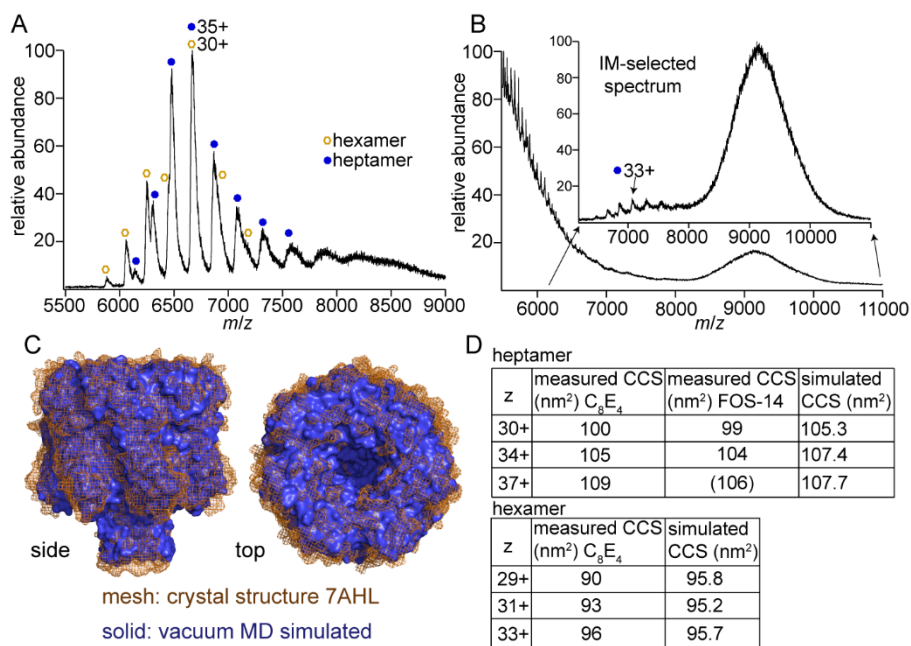 A
35+
30+
100
80
60
40
20
relative abundance
hexamer
heptamer
5500 6000 6500 7000 7500 8000 8500 9000
m/z
B
100
80
60
40
20
relative abundance
100
80
60
40
20
IM-selected
spectrum
33+
7000 8000 9000 10000
6000 7000 8000 9000 10000 11000
m/z
C
side
top
mesh: crystal structure 7AHL
solid: vacuum MD simulated
D
heptamer
z measured CCS (nm²) C₈E₄ measured CCS (nm²) FOS-14 simulated CCS (nm²)
30+ 100 99 105.3
34+ 105 104 107.4
37+ 109 (106) 107.7
hexamer
z measured CCS (nm²) C₈E₄ simulated CCS (nm²)
29+ 90 95.8
31+ 93 95.2
33+ 96 95.7